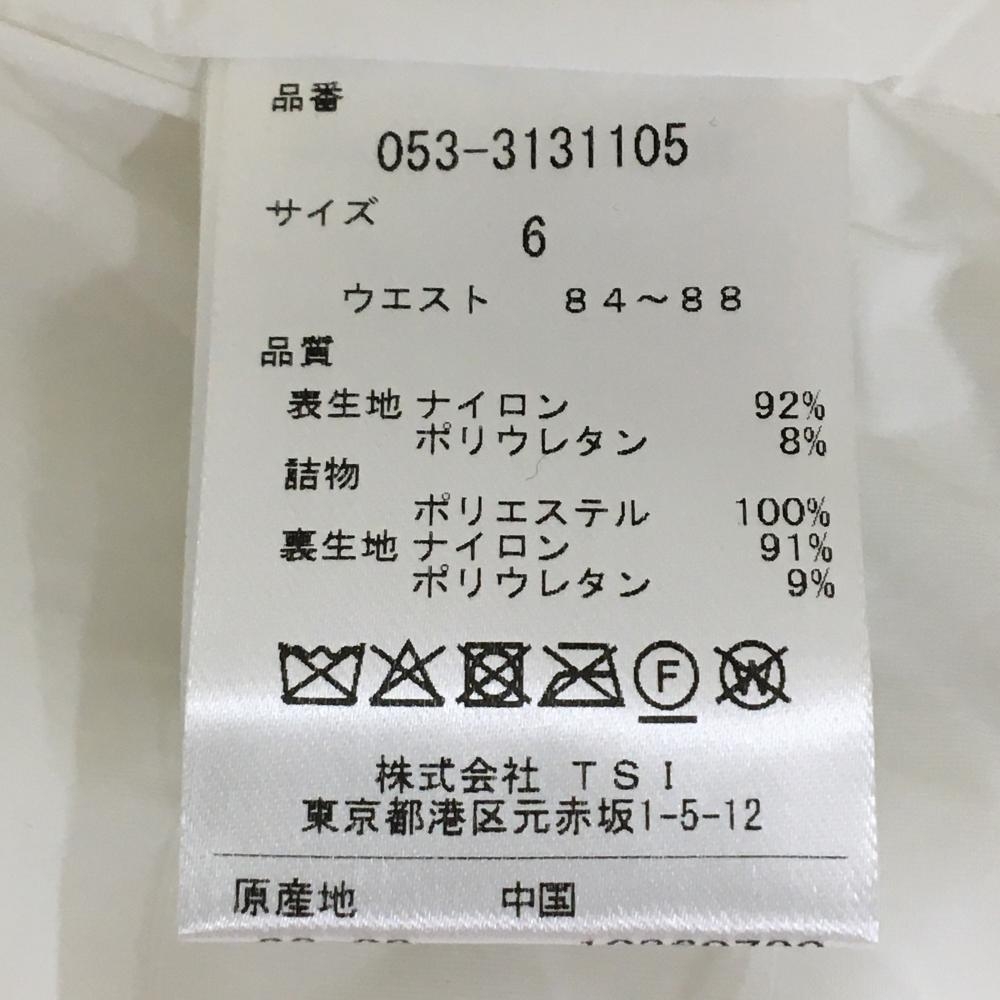 品番
053-3131105
サイズ
6
ウエスト　８４～８８
品質
表生地 ナイロン 92%
ポリウレタン 8%
詰物
ポリエステル 100%
裏生地 ナイロン 91%
ポリウレタン 9%
F W
株式会社 ＴＳＩ
東京都港区元赤坂1-5-12
原産地 中国